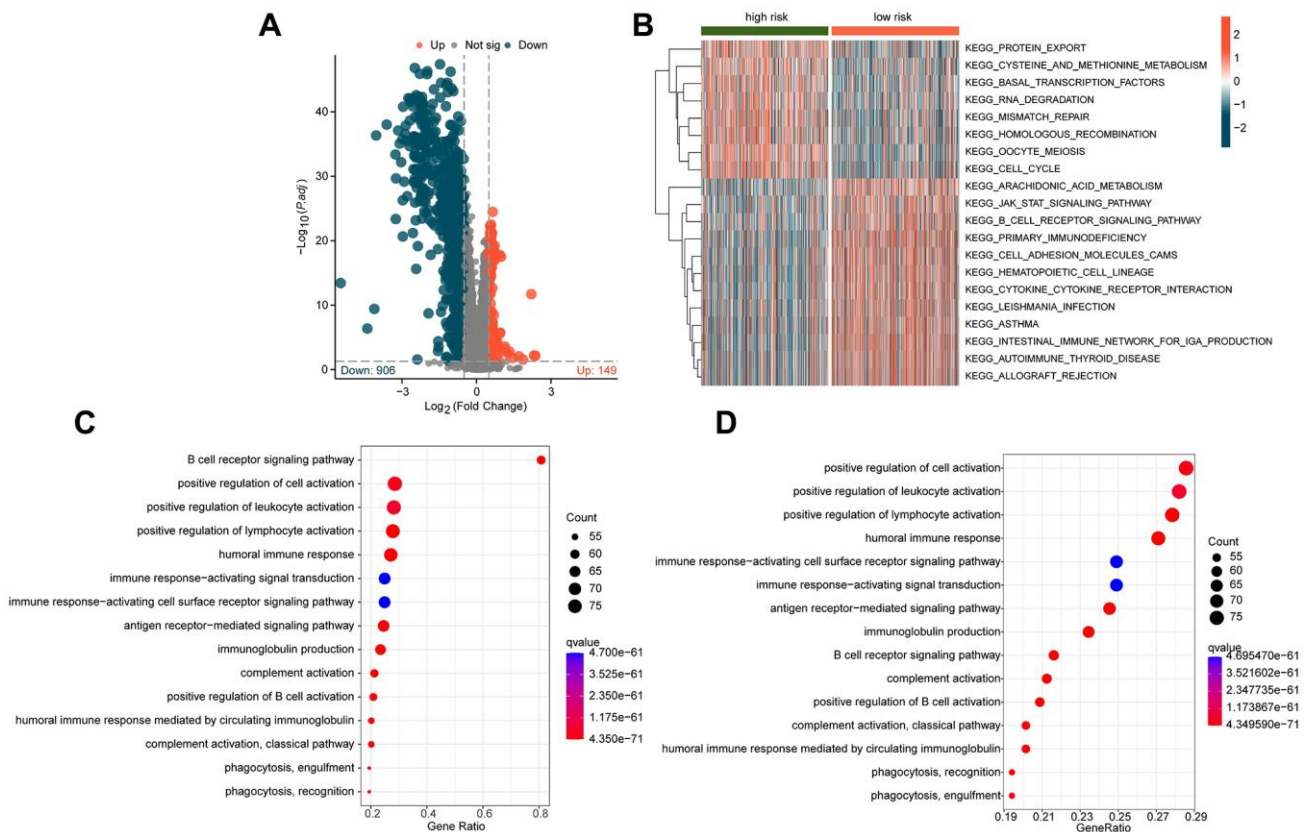 A
Up Not sig Down
−Log10(P.adj)
40
30
20
10
0
Down: 906
Up: 149
−3 0 3
Log2 (Fold Change)
B
high risk low risk
KEGG_PROTEIN_EXPORT
KEGG_CYSTEINE_AND_METHIONINE_METABOLISM
KEGG_BASAL_TRANSCRIPTION_FACTORS
KEGG_RNA_DEGRADATION
KEGG_MISMATCH_REPAIR
KEGG_HOMOLOGOUS_RECOMBINATION
KEGG_OOCYTE_MEIOSIS
KEGG_CELL_CYCLE
KEGG_ARACHIDONIC_ACID_METABOLISM
KEGG_JAK_STAT_SIGNALING_PATHWAY
KEGG_B_CELL_RECEPTOR_SIGNALING_PATHWAY
KEGG_PRIMARY_IMMUNODEFICIENCY
KEGG_CELL_ADHESION_MOLECULES_CAMS
KEGG_HEMATOPOIETIC_CELL_LINEAGE
KEGG_CYTOKINE_CYTOKINE_RECEPTOR_INTERACTION
KEGG_LEISHMANIA_INFECTION
KEGG_ASTHMA
KEGG_INTESTINAL_IMMUNE_NETWORK_FOR_IGA_PRODUCTION
KEGG_AUTOIMMUNE_THYROID_DISEASE
KEGG_ALLOGRAFT_REJECTION
2
1
0
−1
−2
C
B cell receptor signaling pathway
positive regulation of cell activation
positive regulation of leukocyte activation
positive regulation of lymphocyte activation
humoral immune response
immune response−activating signal transduction
immune response−activating cell surface receptor signaling pathway
antigen receptor−mediated signaling pathway
immunoglobulin production
complement activation
positive regulation of B cell activation
humoral immune response mediated by circulating immunoglobulin
complement activation, classical pathway
phagocytosis, engulfment
phagocytosis, recognition
0.2 0.4 0.6 0.8
Gene Ratio
Count
55
60
65
70
75
qvalue
4.700e−61
3.525e−61
2.350e−61
1.175e−61
4.350e−71
D
positive regulation of cell activation
positive regulation of leukocyte activation
positive regulation of lymphocyte activation
humoral immune response
immune response−activating cell surface receptor signaling pathway
immune response−activating signal transduction
antigen receptor−mediated signaling pathway
immunoglobulin production
B cell receptor signaling pathway
complement activation
positive regulation of B cell activation
complement activation, classical pathway
humoral immune response mediated by circulating immunoglobulin
phagocytosis, recognition
phagocytosis, engulfment
0.19 0.21 0.23 0.25 0.27 0.29
GeneRatio
Count
55
60
65
70
75
qvalue
4.695470e−61
3.521602e−61
2.347735e−61
1.173867e−61
4.349590e−71